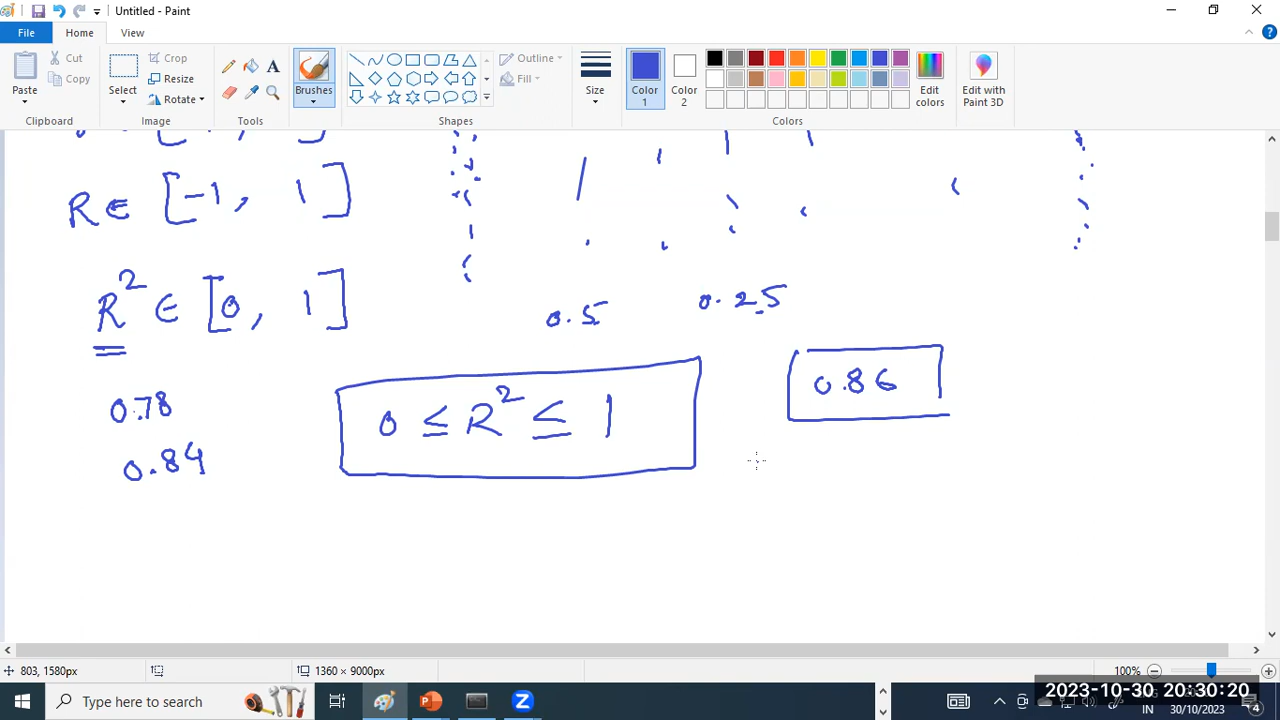 Untitled - Paint
File Home View
Paste
Cut
Copy
Clipboard
Select
Crop
Resize
Rotate
Image
A
Tools
Brushes
Outline
Fill
Shapes
Size
Color 1
Color 2
Edit colors
Edit with Paint 3D
Colors
R ∈ [-1, 1]
R² ∈ [0, 1]
0.5
0.25
0.78
0.84
0 ≤ R² ≤ 1
0.86
803, 1580px
1360 × 9000px
100%
Type here to search
IN
2023-10-30 20:30:20
30/10/2023
4